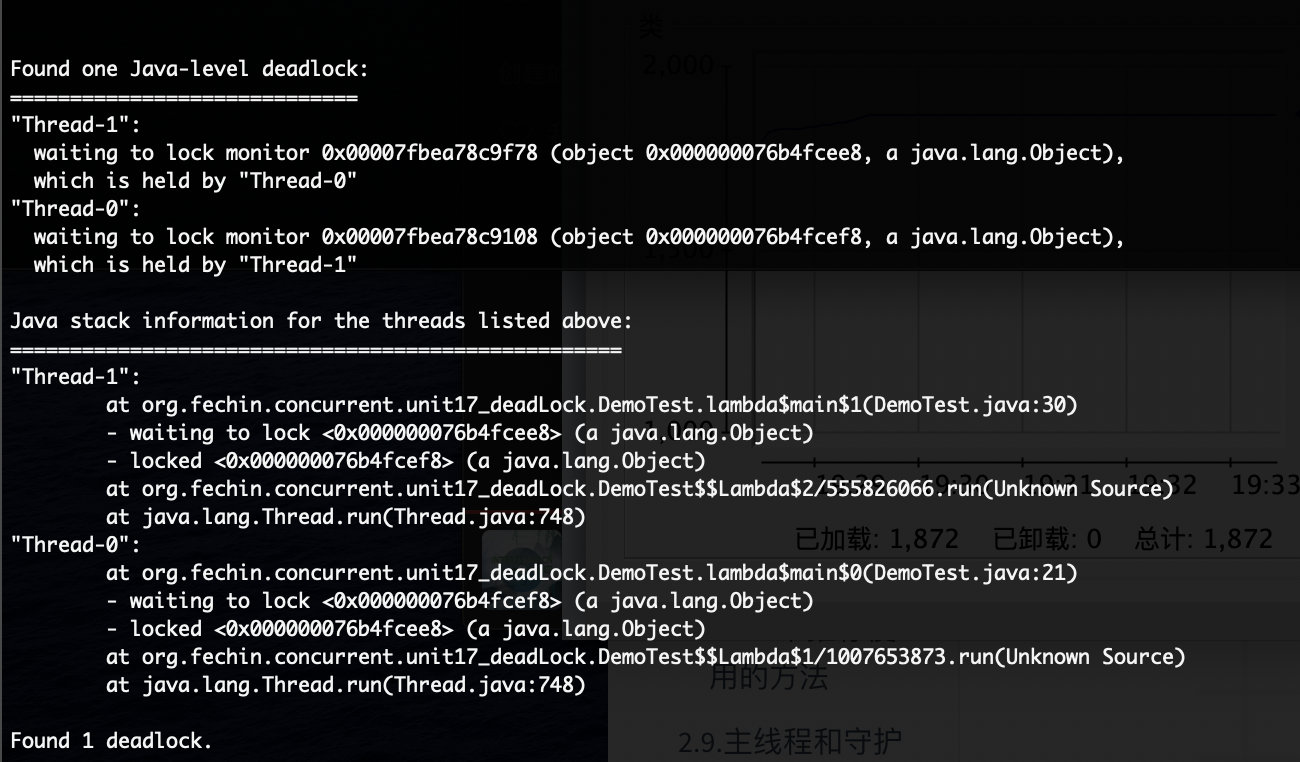 类
2,000
Found one Java-level deadlock:
=============================
"Thread-1":
  waiting to lock monitor 0x00007fbea78c9f78 (object 0x000000076b4fcee8, a java.lang.Object),
  which is held by "Thread-0"
"Thread-0":
  waiting to lock monitor 0x00007fbea78c9108 (object 0x000000076b4fcef8, a java.lang.Object),
  which is held by "Thread-1"
Java stack information for the threads listed above:
===================================================
"Thread-1":
        at org.fechin.concurrent.unit17_deadLock.DemoTest.lambda$main$1(DemoTest.java:30)
        - waiting to lock <0x000000076b4fcee8> (a java.lang.Object)
        - locked <0x000000076b4fcef8> (a java.lang.Object)
        at org.fechin.concurrent.unit17_deadLock.DemoTest$$Lambda$2/555826066.run(Unknown Source)
19:33
        at java.lang.Thread.run(Thread.java:748)
已加载: 1,872 已卸载: 0 总计: 1,872
"Thread-0":
        at org.fechin.concurrent.unit17_deadLock.DemoTest.lambda$main$0(DemoTest.java:21)
        - waiting to lock <0x000000076b4fcef8> (a java.lang.Object)
        - locked <0x000000076b4fcee8> (a java.lang.Object)
        at org.fechin.concurrent.unit17_deadLock.DemoTest$$Lambda$1/1007653873.run(Unknown Source)
        at java.lang.Thread.run(Thread.java:748)
用的方法
Found 1 deadlock.
2.9.主线程和守护